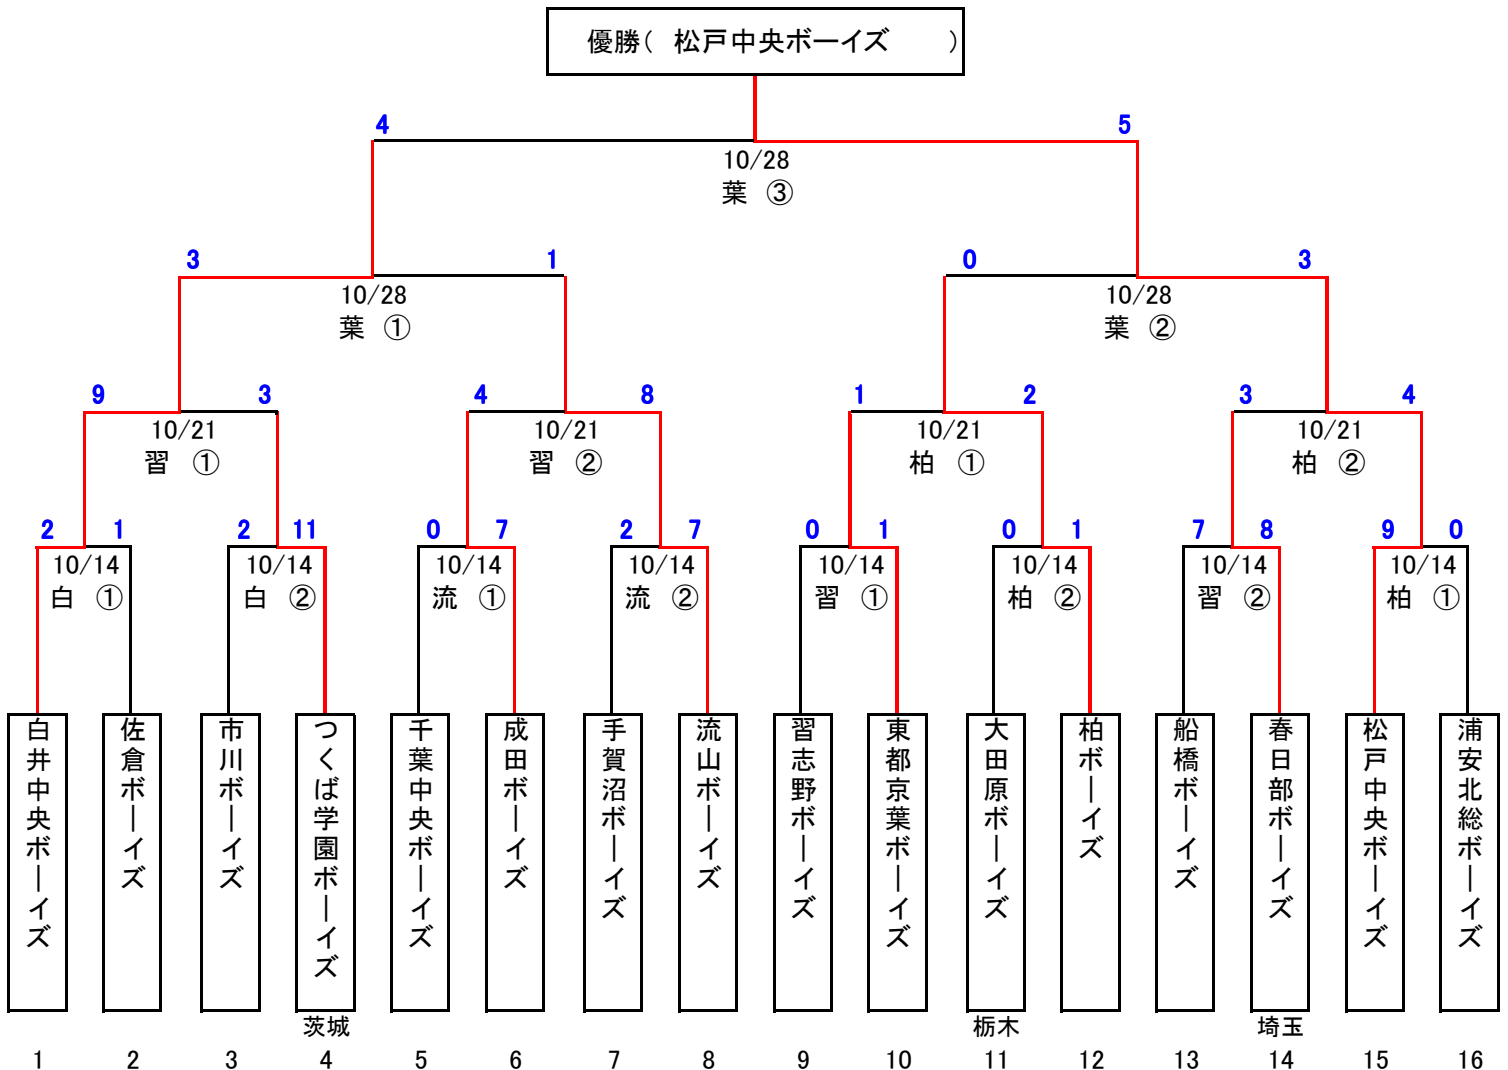 優勝( 松戸中央ボーイズ )
4 5
10/28
葉 ③
3 1 0 3
10/28 10/28
葉 ① 葉 ②
9 3 4 8 1 2 3 4
10/21 10/21 10/21 10/21
習 ① 習 ② 柏 ① 柏 ②
2 1 2 11 0 7 2 7 0 1 0 1 7 8 9 0
10/14 10/14 10/14 10/14 10/14 10/14 10/14 10/14
白 ① 白 ② 流 ① 流 ② 習 ① 柏 ② 習 ② 柏 ①
白井中央ボーイズ
佐倉ボーイズ
市川ボーイズ
つくば学園ボーイズ
千葉中央ボーイズ
成田ボーイズ
手賀沼ボーイズ
流山ボーイズ
習志野ボーイズ
東都京葉ボーイズ
大田原ボーイズ
柏ボーイズ
船橋ボーイズ
春日部ボーイズ
松戸中央ボーイズ
浦安北総ボーイズ
茨城 栃木 埼玉
1 2 3 4 5 6 7 8 9 10 11 12 13 14 15 16